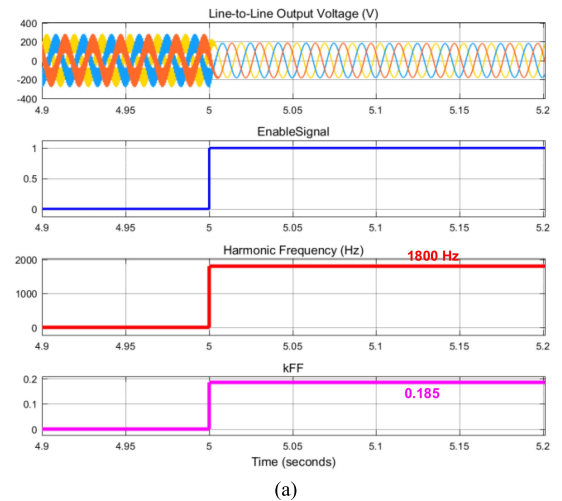 Line-to-Line Output Voltage (V)
400
200
0
-200
-400
4.9 4.95 5 5.05 5.1 5.15 5.2
EnableSignal
1
0.5
0
4.9 4.95 5 5.05 5.1 5.15 5.2
Harmonic Frequency (Hz)
1800 Hz
2000
1000
0
4.9 4.95 5 5.05 5.1 5.15 5.2
kFF
0.2
0.185
0.1
0
4.9 4.95 5 5.05 5.1 5.15 5.2
Time (seconds)
(a)